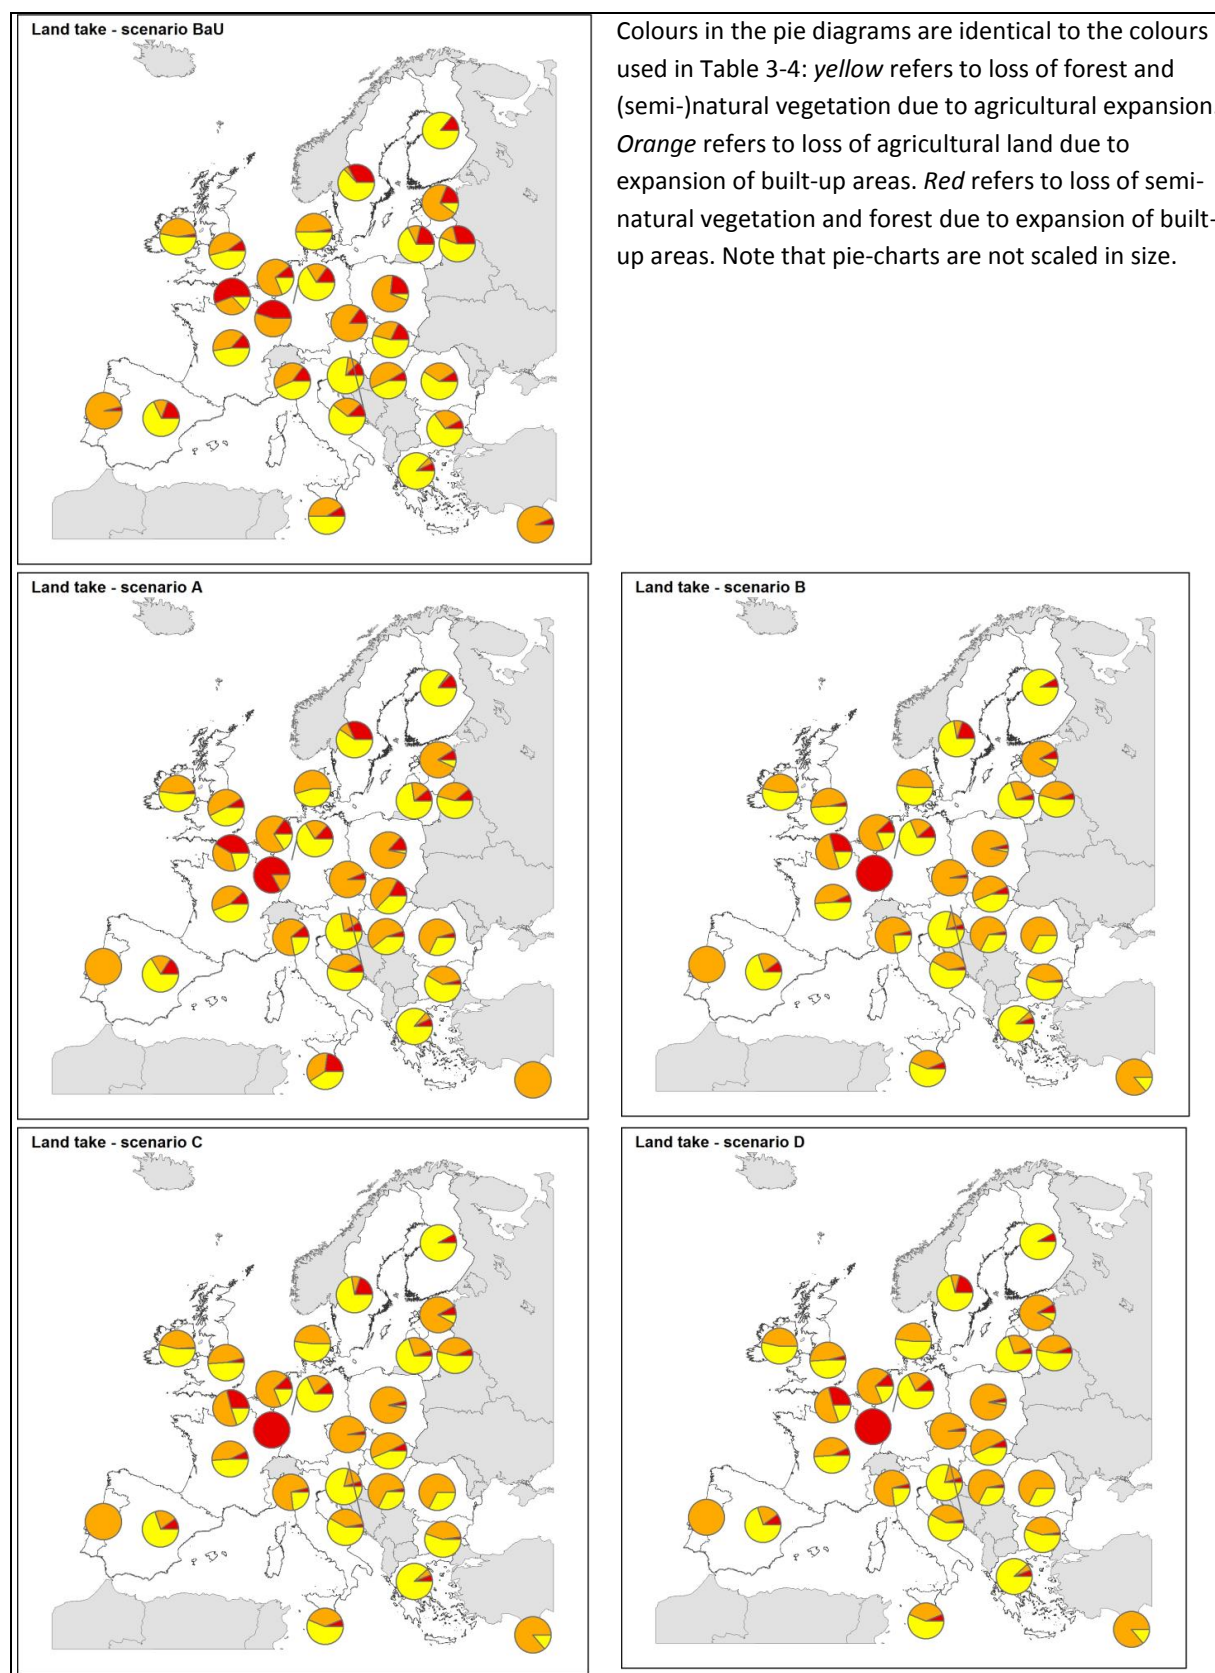 Land take - scenario BaU
Colours in the pie diagrams are identical to the colours
used in Table 3-4: yellow refers to loss of forest and
(semi-)natural vegetation due to agricultural expansion.
Orange refers to loss of agricultural land due to
expansion of built-up areas. Red refers to loss of semi-
natural vegetation and forest due to expansion of built-
up areas. Note that pie-charts are not scaled in size.
Land take - scenario A
Land take - scenario B
Land take - scenario C
Land take - scenario D